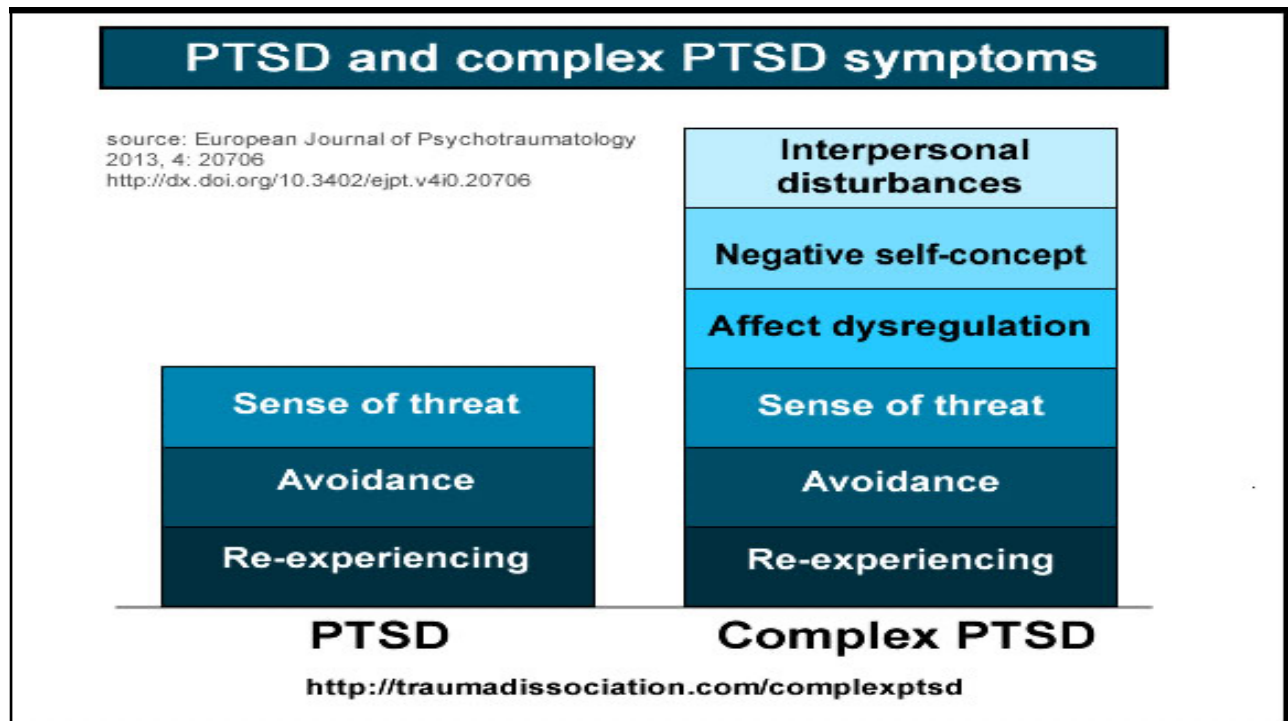 PTSD and complex PTSD symptoms
source: European Journal of Psychotraumatology
2013, 4: 20706
http://dx.doi.org/10.3402/ejpt.v4i0.20706
Interpersonal
disturbances
Negative self-concept
Affect dysregulation
Sense of threat
Sense of threat
Avoidance
Avoidance
Re-experiencing
Re-experiencing
PTSD
Complex PTSD
http://traumadissociation.com/complexptsd